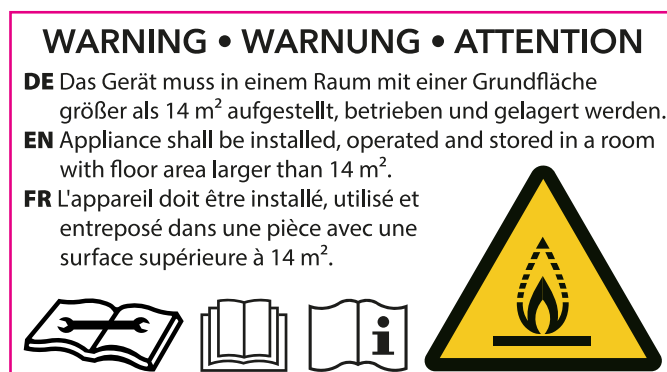 WARNING • WARNUNG • ATTENTION
DE Das Gerät muss in einem Raum mit einer Grundfläche
größer als 14 m² aufgestellt, betrieben und gelagert werden.
EN Appliance shall be installed, operated and stored in a room
with floor area larger than 14 m².
FR L'appareil doit être installé, utilisé et
entreposé dans une pièce avec une
surface supérieure à 14 m².
i